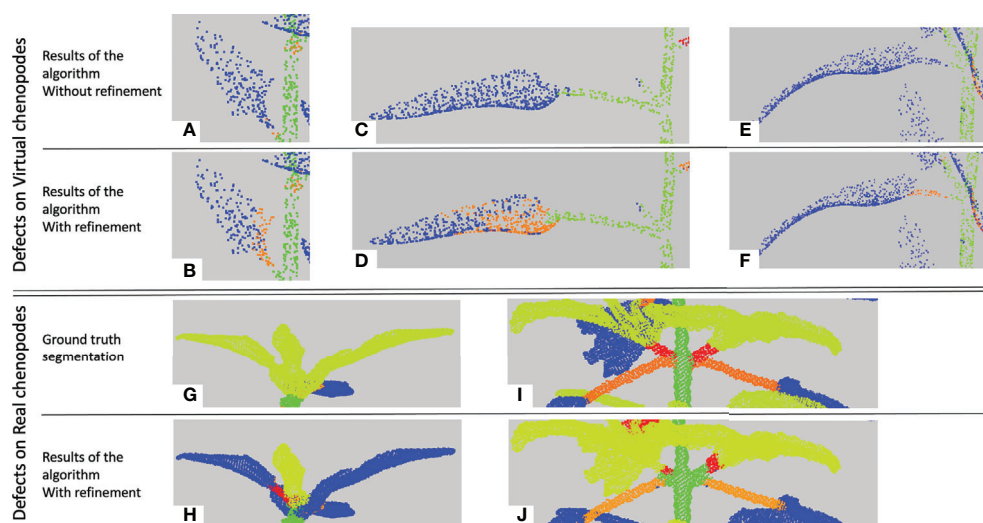 Defects on Virtual chenopodes
Results of the
algorithm
Without refinement
A
C
E
Results of the
algorithm
With refinement
B
D
F
Defects on Real chenopodes
Ground truth
segmentation
G
I
Results of the
algorithm
With refinement
H
J